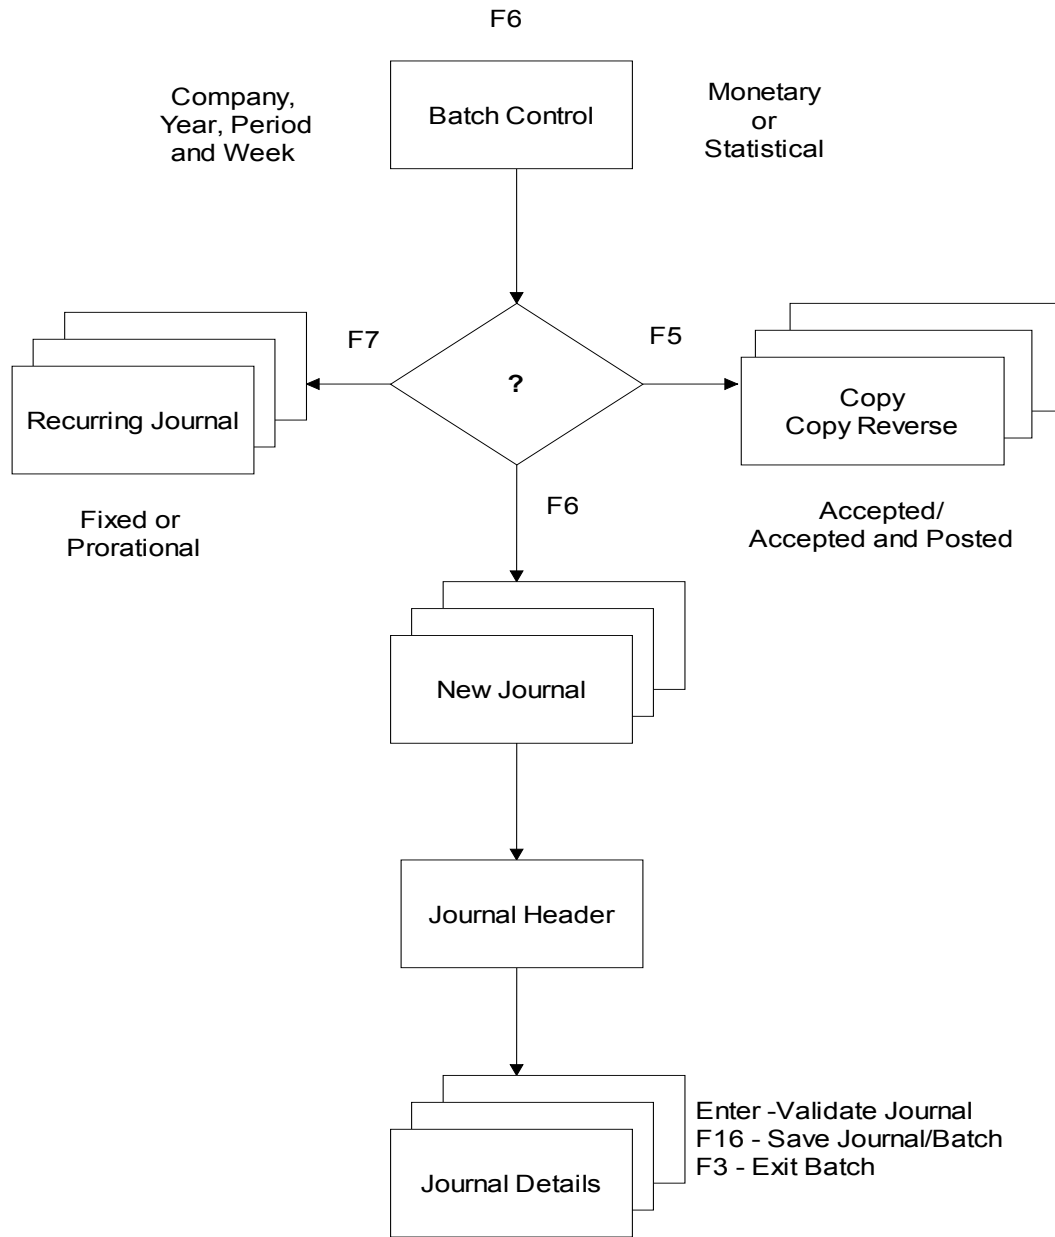 F6
Company,
Year, Period
and Week
Batch Control
Monetary
or
Statistical
F7
?
F5
Recurring Journal
Copy
Copy Reverse
Fixed or
Prorational
F6
Accepted/
Accepted and Posted
New Journal
Journal Header
Journal Details
Enter -Validate Journal
F16 - Save Journal/Batch
F3 - Exit Batch